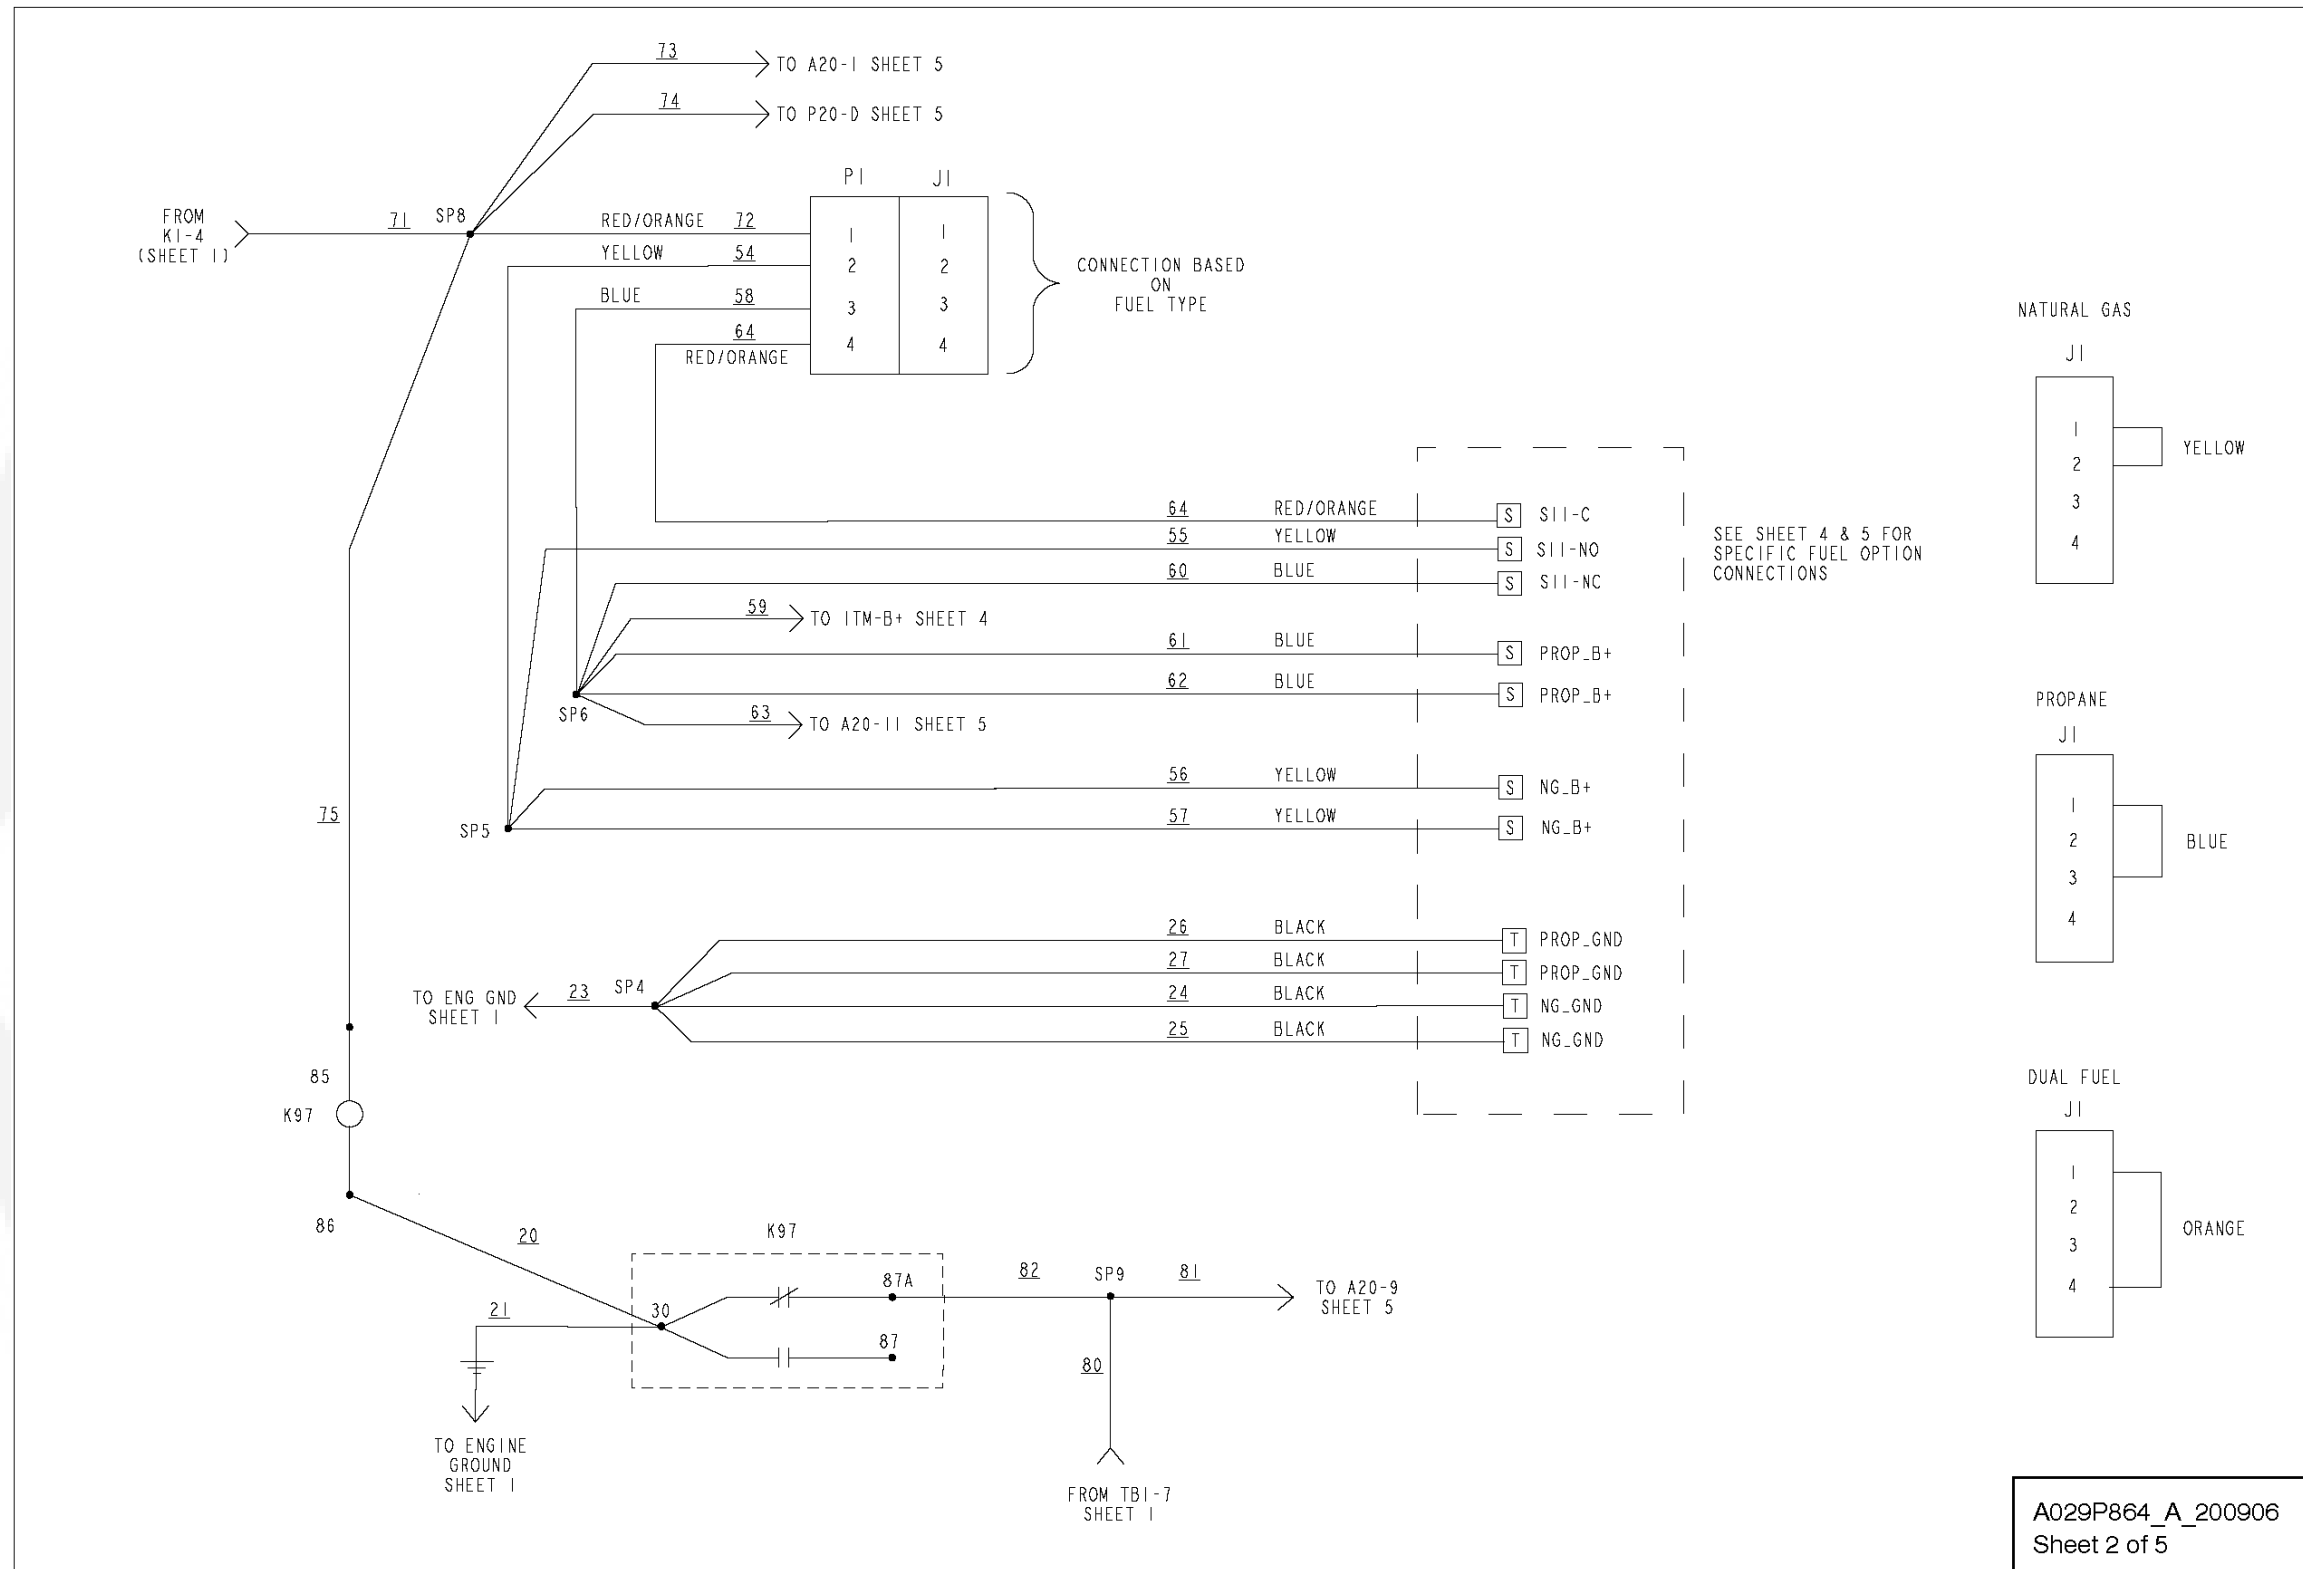 73
TO A20-1 SHEET 5
74
TO P20-D SHEET 5
P1 J1
FROM
K1-4
(SHEET 1)
71
SP8
RED/ORANGE 72
1 1
YELLOW 54
2 2
BLUE 58
3 3
64
RED/ORANGE
4 4
CONNECTION BASED
ON
FUEL TYPE
NATURAL GAS
J1
1
2
3
4
YELLOW
64 RED/ORANGE S S11-C
55 YELLOW S S11-NO
60 BLUE S S11-NC
SEE SHEET 4 & 5 FOR
SPECIFIC FUEL OPTION
CONNECTIONS
59 TO ITM-B+ SHEET 4
61 BLUE S PROP_B+
62 BLUE S PROP_B+
SP6
63 TO A20-11 SHEET 5
PROPANE
J1
1
2
3
4
BLUE
56 YELLOW S NG_B+
SP5
57 YELLOW S NG_B+
75
26 BLACK T PROP_GND
27 BLACK T PROP_GND
TO ENG GND
SHEET 1
23
SP4
24 BLACK T NG_GND
25 BLACK T NG_GND
85
K97
86
DUAL FUEL
J1
1
2
3
4
ORANGE
20
K97
21
30
87A
87
82
SP9
81
TO A20-9
SHEET 5
80
TO ENGINE
GROUND
SHEET 1
FROM TB1-7
SHEET 1
A029P864_A_200906
Sheet 2 of 5